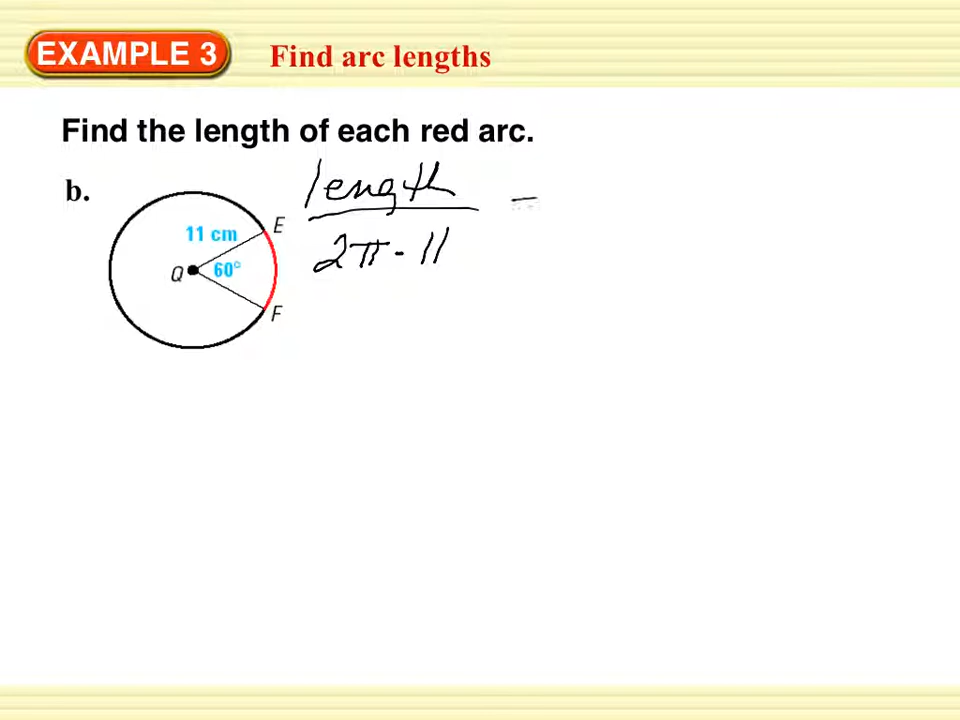 EXAMPLE 3 Find arc lengths
Find the length of each red arc.
b.
length
2π · 11
11 cm
E
Q
60°
F